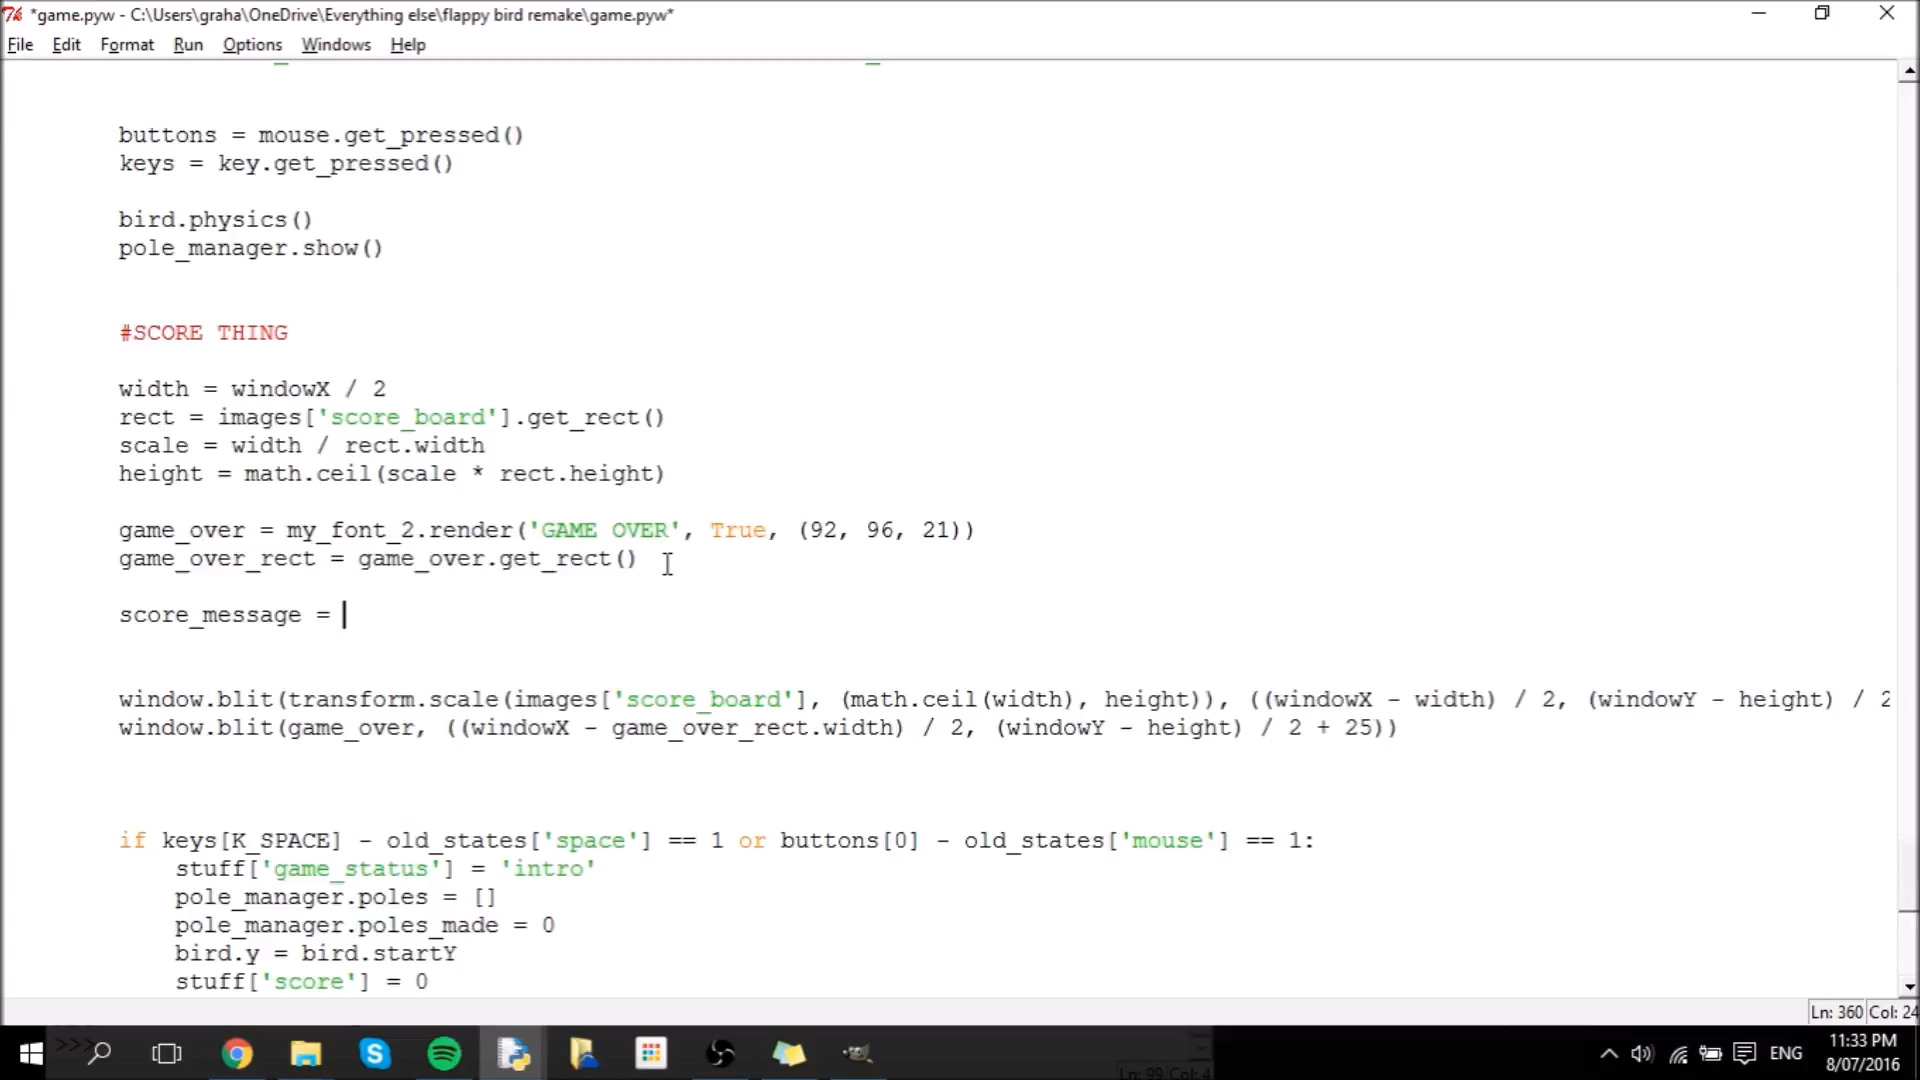 *game.pyw - C:\Users\graha\OneDrive\Everything else\flappy bird remake\game.pyw*
File Edit Format Run Options Windows Help
buttons = mouse.get_pressed()
keys = key.get_pressed()
bird.physics()
pole_manager.show()
#SCORE THING
width = windowX / 2
rect = images['score_board'].get_rect()
scale = width / rect.width
height = math.ceil(scale * rect.height)
game_over = my_font_2.render('GAME OVER', True, (92, 96, 21))
game_over_rect = game_over.get_rect()
score_message =
window.blit(transform.scale(images['score_board'], (math.ceil(width), height)), ((windowX - width) / 2, (windowY - height) / 2
window.blit(game_over, ((windowX - game_over_rect.width) / 2, (windowY - height) / 2 + 25))
if keys[K_SPACE] - old_states['space'] == 1 or buttons[0] - old_states['mouse'] == 1:
stuff['game_status'] = 'intro'
pole_manager.poles = []
pole_manager.poles_made = 0
bird.y = bird.startY
stuff['score'] = 0
Ln: 360 Col: 24
>>>
Ln: 99 Col: 4
ENG
11:33 PM
8/07/2016